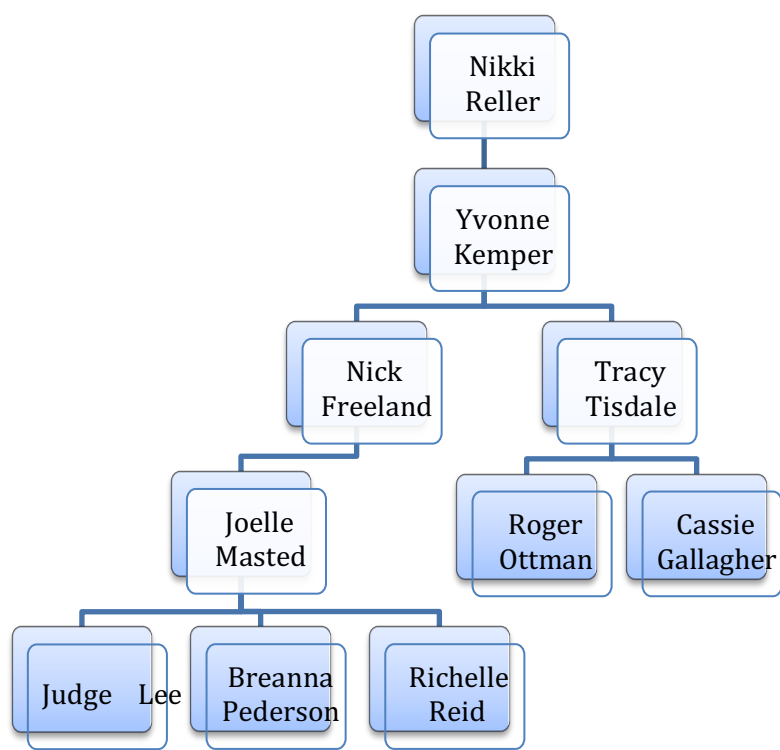 Nikki
Reller
Yvonne
Kemper
Nick
Freeland
Tracy
Tisdale
Joelle
Masted
Roger
Ottman
Cassie
Gallagher
Judge Lee
Breanna
Pederson
Richelle
Reid